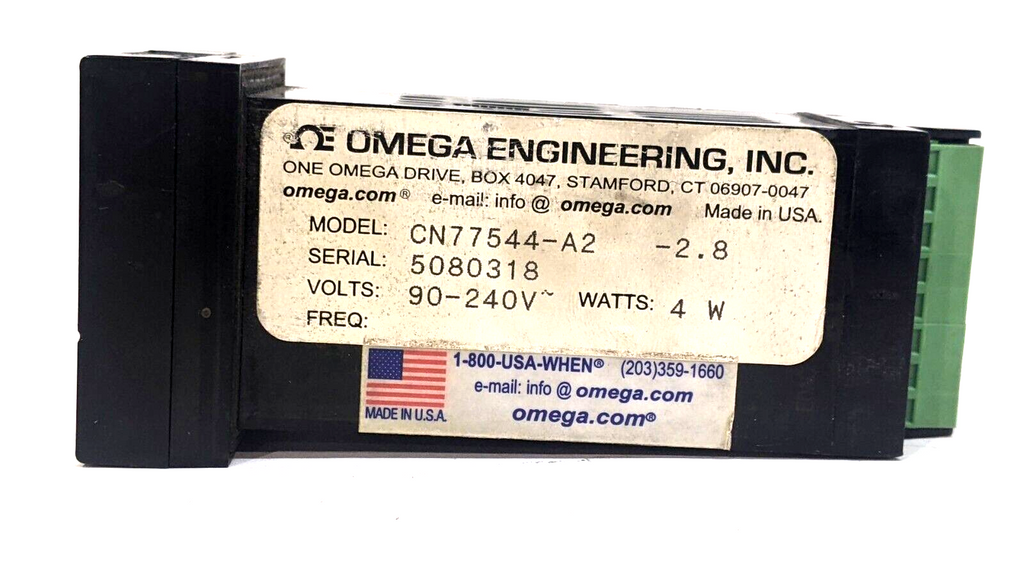 ΩE OMEGA ENGINEERING, INC.
ONE OMEGA DRIVE, BOX 4047, STAMFORD, CT 06907-0047
omega.com® e-mail: info @ omega.com Made in USA.
MODEL: CN77544-A2 -2.8
SERIAL: 5080318
VOLTS: 90-240V~ WATTS: 4 W
FREQ:
1-800-USA-WHEN® (203)359-1660
e-mail: info @ omega.com
MADE IN U.S.A. omega.com®